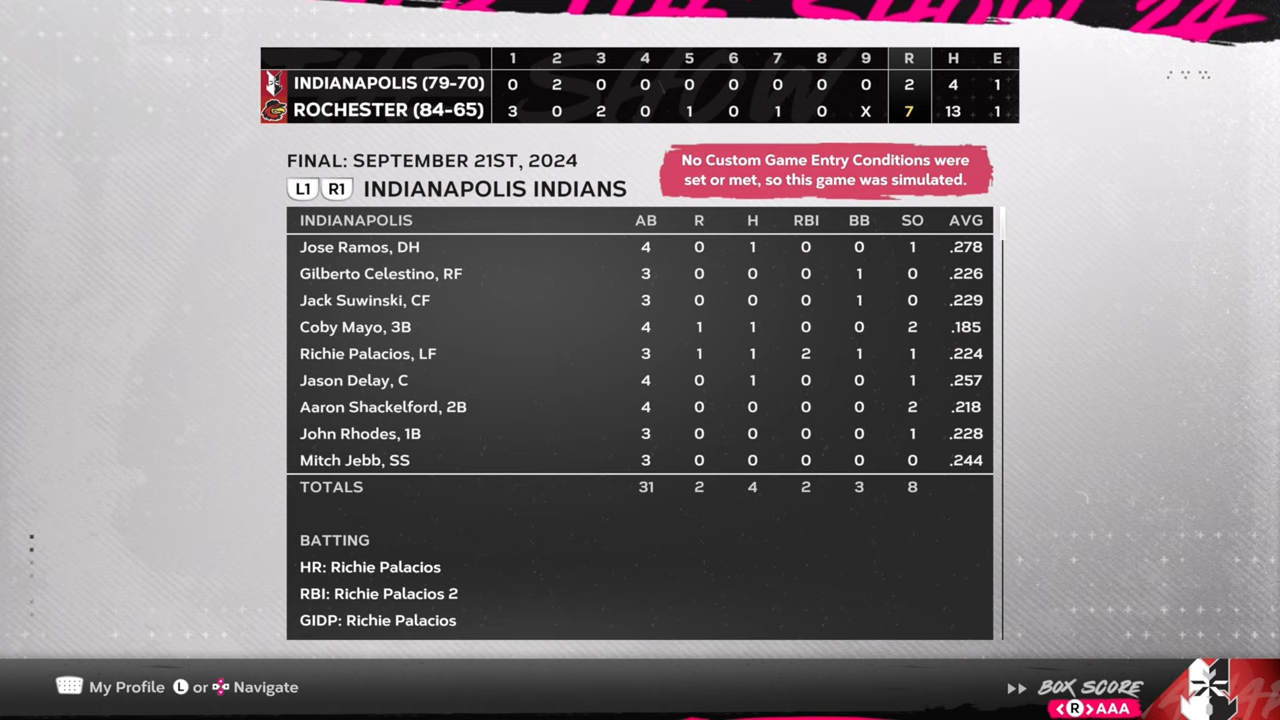 THE SHOW 24
1 2 3 4 5 6 7 8 9 R H E
INDIANAPOLIS (79-70) 0 2 0 0 0 0 0 0 0 2 4 1
ROCHESTER (84-65) 3 0 2 0 1 0 1 0 X 7 13 1
FINAL: SEPTEMBER 21ST, 2024
L1 R1 INDIANAPOLIS INDIANS
No Custom Game Entry Conditions were
set or met, so this game was simulated.
INDIANAPOLIS AB R H RBI BB SO AVG
Jose Ramos, DH 4 0 1 0 0 1 .278
Gilberto Celestino, RF 3 0 0 0 1 0 .226
Jack Suwinski, CF 3 0 0 0 1 0 .229
Coby Mayo, 3B 4 1 1 0 0 2 .185
Richie Palacios, LF 3 1 1 2 1 1 .224
Jason Delay, C 4 0 1 0 0 1 .257
Aaron Shackelford, 2B 4 0 0 0 0 2 .218
John Rhodes, 1B 3 0 0 0 0 1 .228
Mitch Jebb, SS 3 0 0 0 0 0 .244
TOTALS 31 2 4 2 3 8
BATTING
HR: Richie Palacios
RBI: Richie Palacios 2
GIDP: Richie Palacios
My Profile L or Navigate
BOX SCORE
R AAA